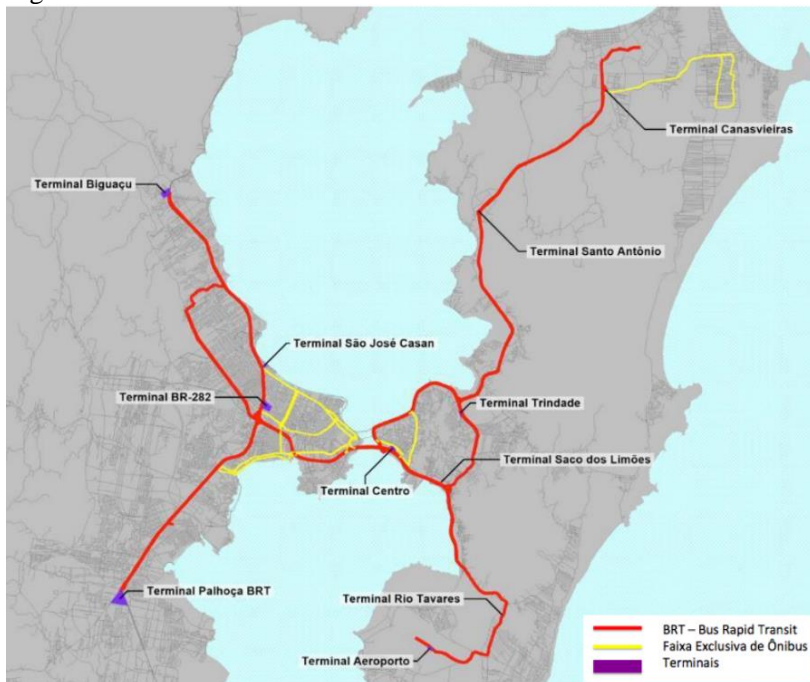 Terminal Canasvieiras
Terminal Biguaçu
Terminal Santo Antônio
Terminal São José Casan
Terminal BR-282
Terminal Trindade
Terminal Saco dos Limões
Terminal Centro
Terminal Palhoça BRT
Terminal Rio Tavares
Terminal Aeroporto
BRT – Bus Rapid Transit
Faixa Exclusiva de Ônibus
Terminais